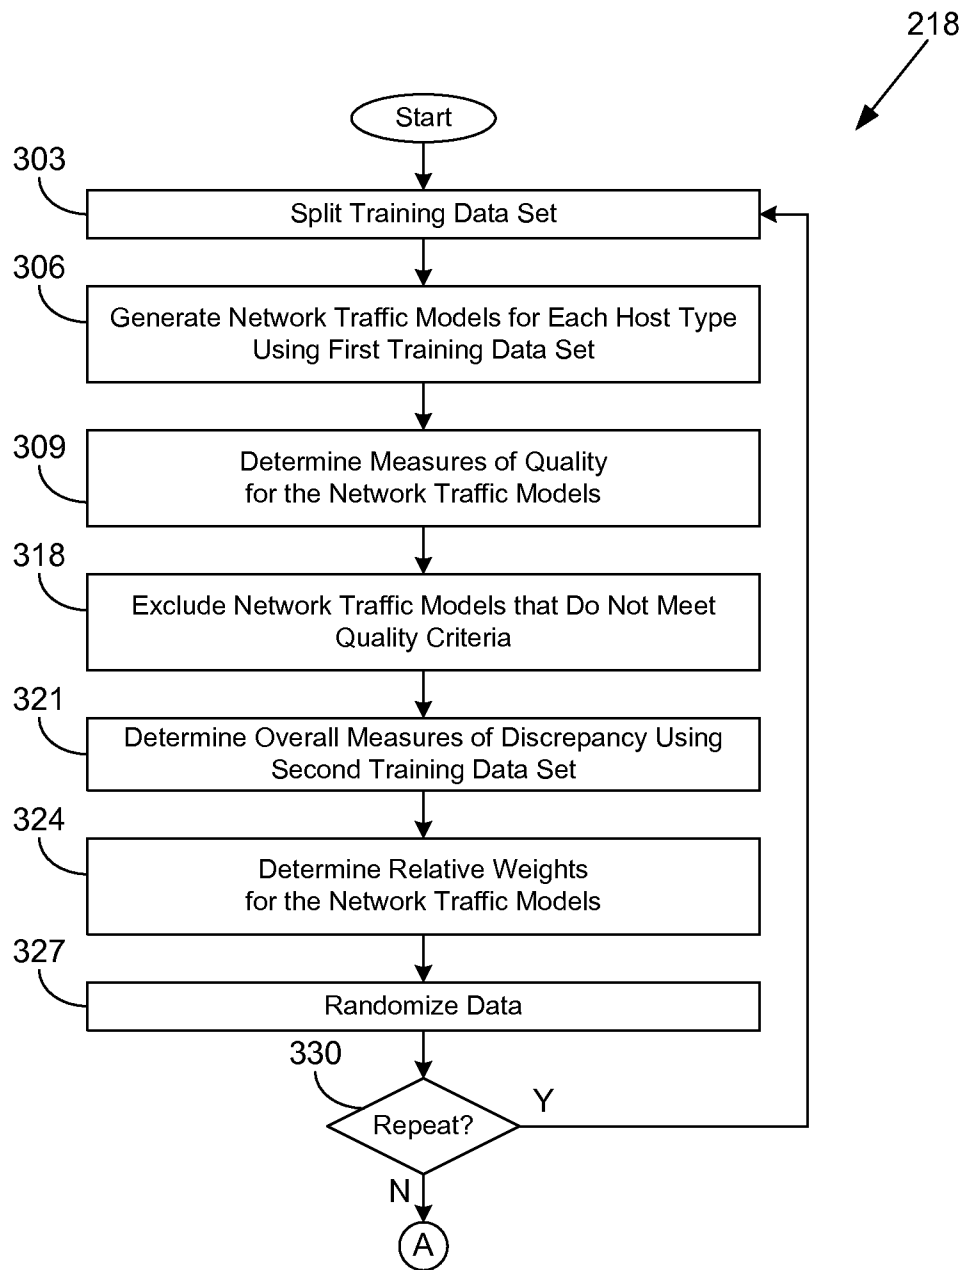 218
Start
303
Split Training Data Set
306
Generate Network Traffic Models for Each Host Type
Using First Training Data Set
309
Determine Measures of Quality
for the Network Traffic Models
318
Exclude Network Traffic Models that Do Not Meet
Quality Criteria
321
Determine Overall Measures of Discrepancy Using
Second Training Data Set
324
Determine Relative Weights
for the Network Traffic Models
327
Randomize Data
330
Repeat?
Y
N
A